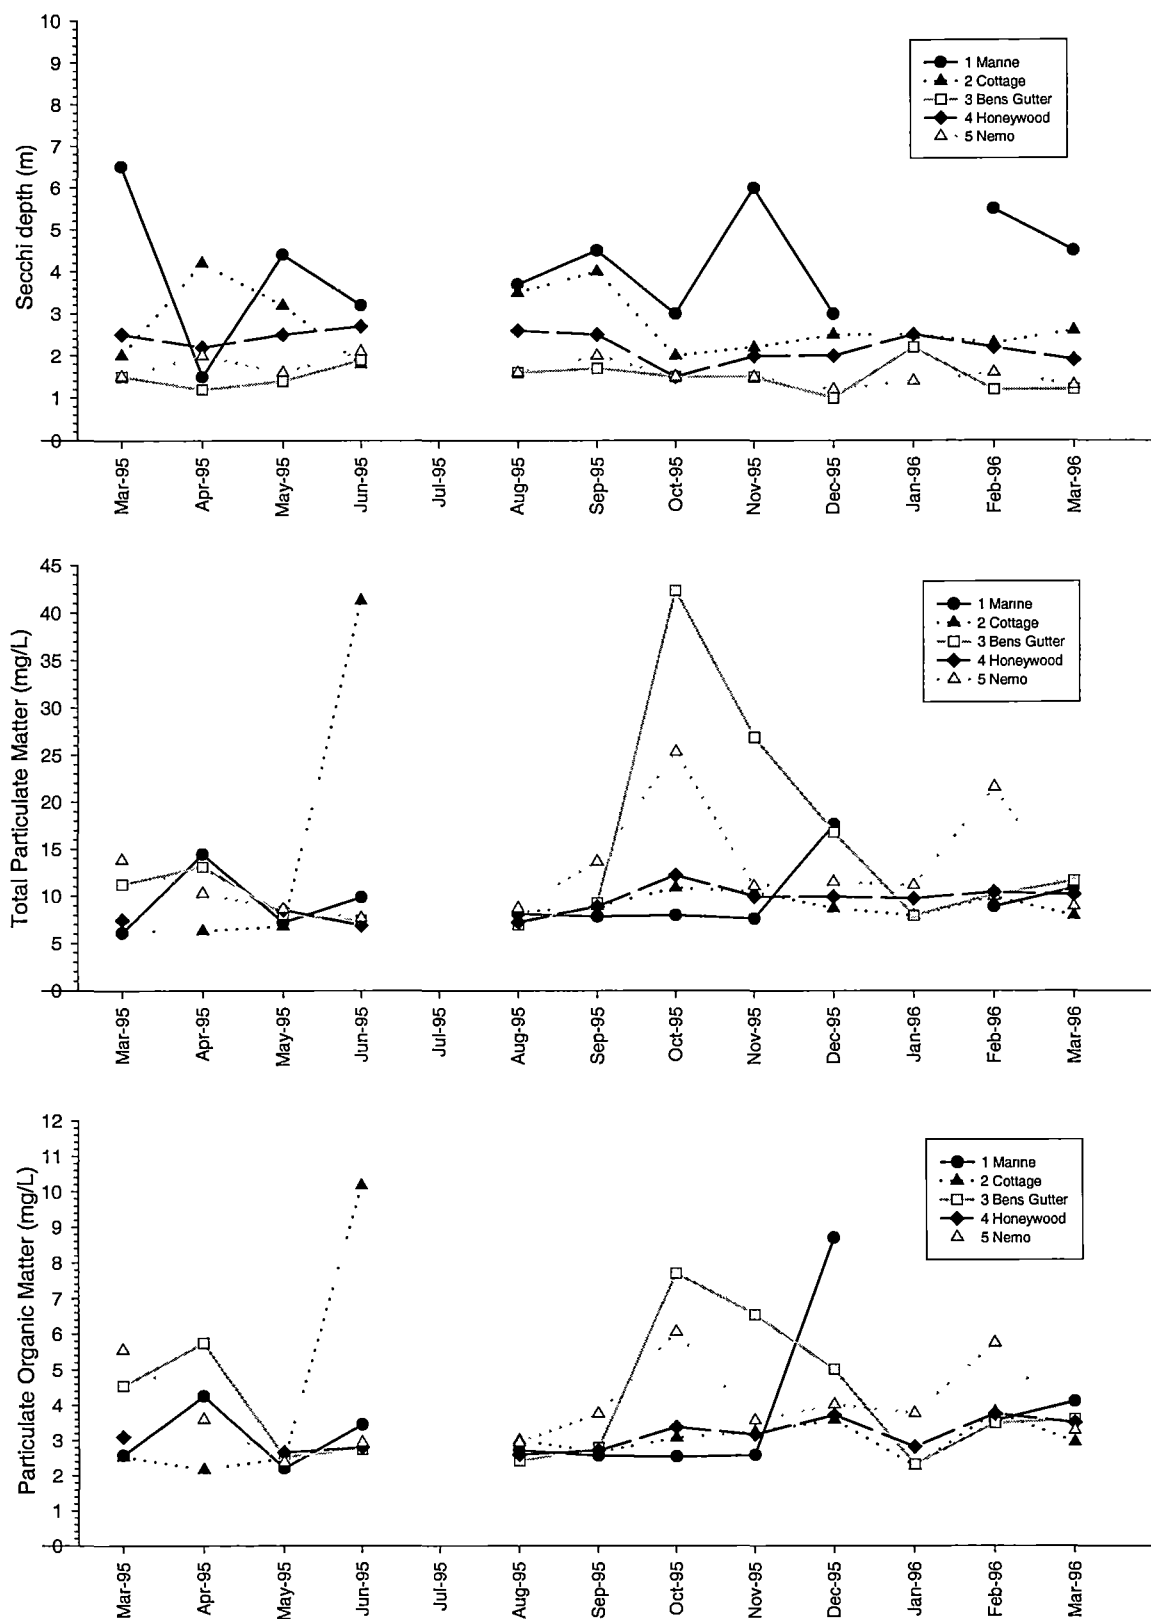 10
9
8
7
6
5
4
3
2
1
0
Secchi depth (m)
1 Marine
2 Cottage
3 Bens Gutter
4 Honeywood
5 Nemo
Mar-95
Apr-95
May-95
Jun-95
Jul-95
Aug-95
Sep-95
Oct-95
Nov-95
Dec-95
Jan-96
Feb-96
Mar-96
45
40
35
30
25
20
15
10
5
0
Total Particulate Matter (mg/L)
1 Marine
2 Cottage
3 Bens Gutter
4 Honeywood
5 Nemo
Mar-95
Apr-95
May-95
Jun-95
Jul-95
Aug-95
Sep-95
Oct-95
Nov-95
Dec-95
Jan-96
Feb-96
Mar-96
12
11
10
9
8
7
6
5
4
3
2
1
0
Particulate Organic Matter (mg/L)
1 Marine
2 Cottage
3 Bens Gutter
4 Honeywood
5 Nemo
Mar-95
Apr-95
May-95
Jun-95
Jul-95
Aug-95
Sep-95
Oct-95
Nov-95
Dec-95
Jan-96
Feb-96
Mar-96